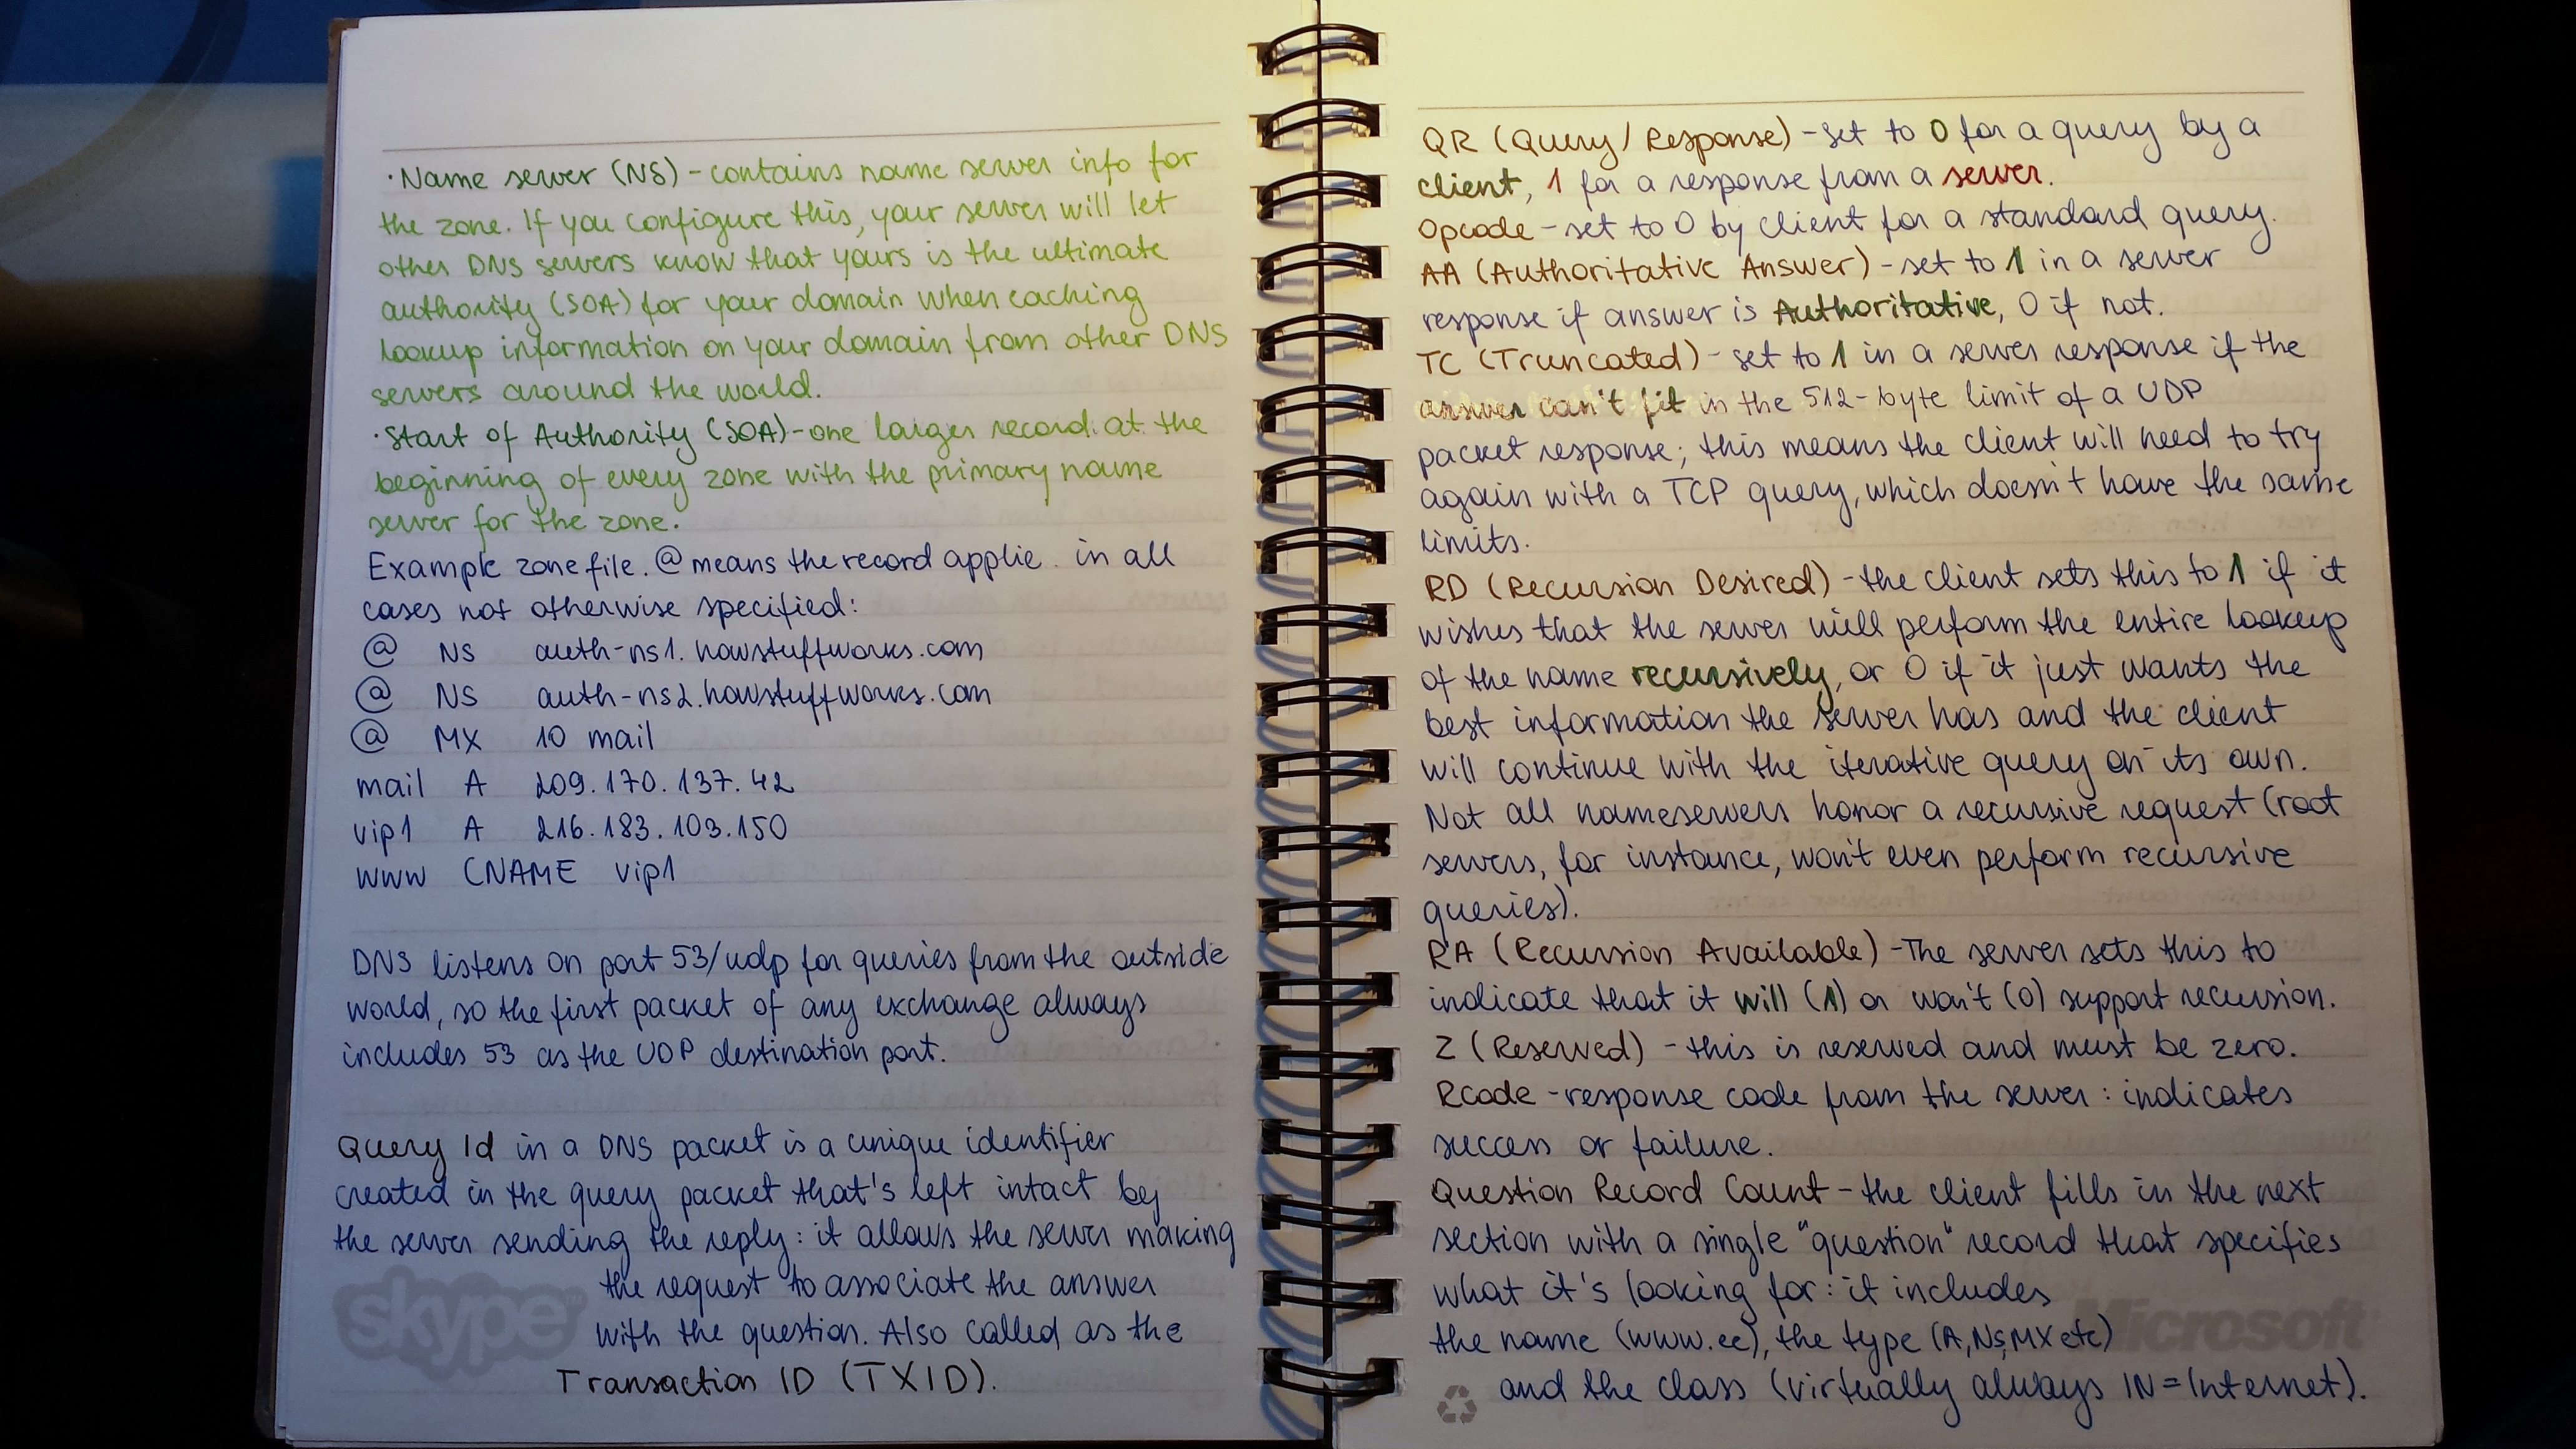 ·Name server (NS) - contains name server info for
the zone. If you configure this, your server will let
other DNS servers know that yours is the ultimate
authority (SOA) for your domain when caching
lookup information on your domain from other DNS
servers around the world.
·Start of Authority (SOA) - one larger record at the
beginning of every zone with the primary name
server for the zone.
Example zone file. @ means the record applie in all
cases not otherwise specified:
@ NS auth-ns1.howstuffworks.com
@ NS auth-ns2.howstuffworks.com
@ MX 10 mail
mail A 209.170.137.42
vip1 A 216.183.103.150
www CNAME vip1
DNS listens on port 53/udp for queries from the outside
world, so the first packet of any exchange always
includes 53 as the UDP destination port.
Query Id in a DNS packet is a unique identifier
created in the query packet that's left intact by
the server sending the reply: it allows the server making
the request to associate the answer
with the question. Also called as the
Transaction ID (TXID).
skype
QR (Query/Response) - set to 0 for a query by a
client, 1 for a response from a server.
Opcode - set to 0 by client for a standard query.
AA (Authoritative Answer) - set to 1 in a server
response if answer is Authoritative, 0 if not.
TC (Truncated) - set to 1 in a server response if the
answer can't fit in the 512-byte limit of a UDP
packet response; this means the client will need to try
again with a TCP query, which doesn't have the same
limits.
RD (Recursion Desired) - the client sets this to 1 if it
wishes that the server will perform the entire lookup
of the name recursively, or 0 if it just wants the
best information the server has and the client
will continue with the iterative query on its own.
Not all nameservers honor a recursive request (root
servers, for instance, won't even perform recursive
queries).
RA (Recursion Available) - The server sets this to
indicate that it will (1) or won't (0) support recursion.
Z (Reserved) - this is reserved and must be zero.
Rcode - response code from the server: indicates
success or failure.
Question Record Count - the client fills in the next
section with a single "question" record that specifies
what it's looking for: it includes
the name (www.ee), the type (A, NS, MX etc)
and the class (virtually always IN = Internet).
Microsoft